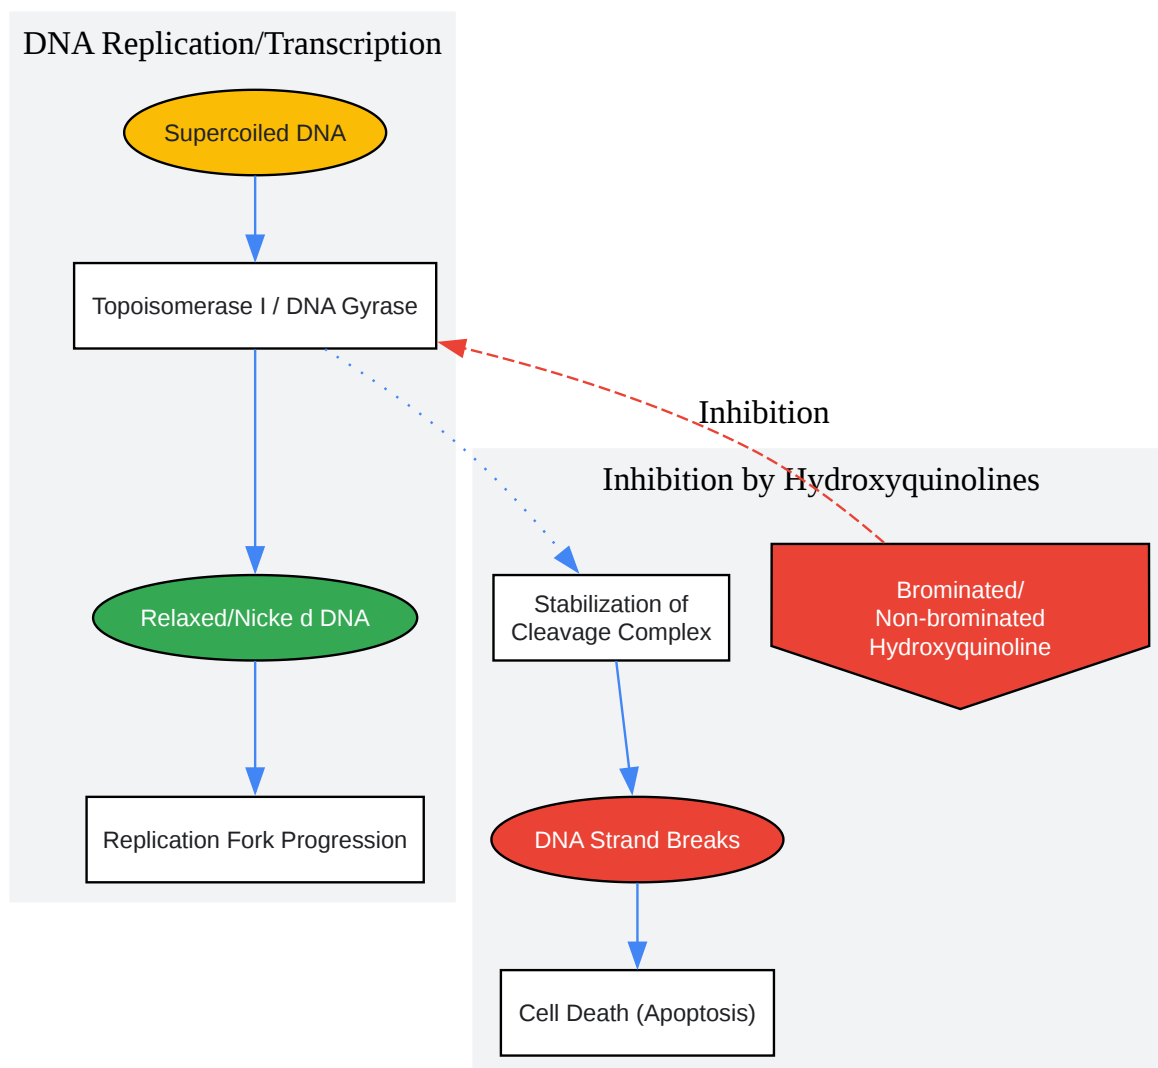 DNA Replication/Transcription
Supercoiled DNA
Topoisomerase I / DNA Gyrase
Inhibition
Inhibition by Hydroxyquinolines
Stabilization of
Cleavage Complex
Brominated/
Non-brominated
Hydroxyquinoline
Relaxed/Nicke d DNA
Replication Fork Progression
DNA Strand Breaks
Cell Death (Apoptosis)